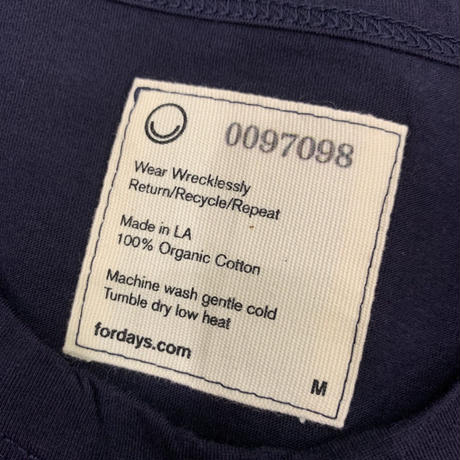 0097098
Wear Wrecklessly
Return/Recycle/Repeat
Made in LA
100% Organic Cotton
Machine wash gentle cold
Tumble dry low heat
fordays.com
M